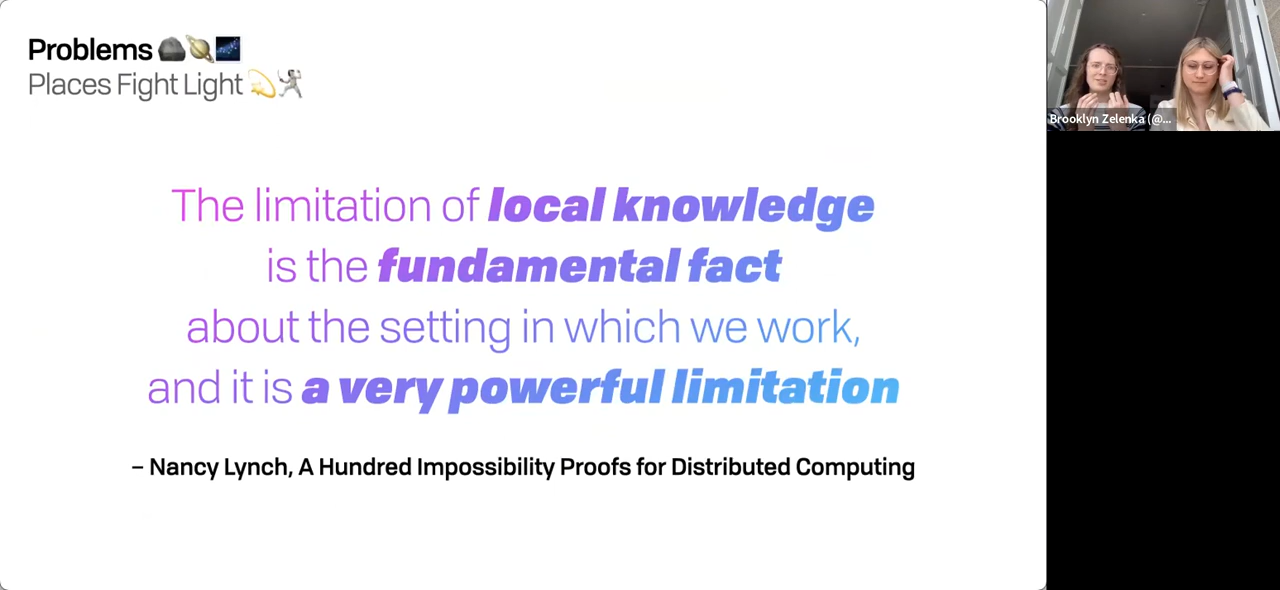 Problems 🪨🪐🌌
Places Fight Light 💫🤺
The limitation of local knowledge
is the fundamental fact
about the setting in which we work,
and it is a very powerful limitation
– Nancy Lynch, A Hundred Impossibility Proofs for Distributed Computing
Brooklyn Zelenka (@...